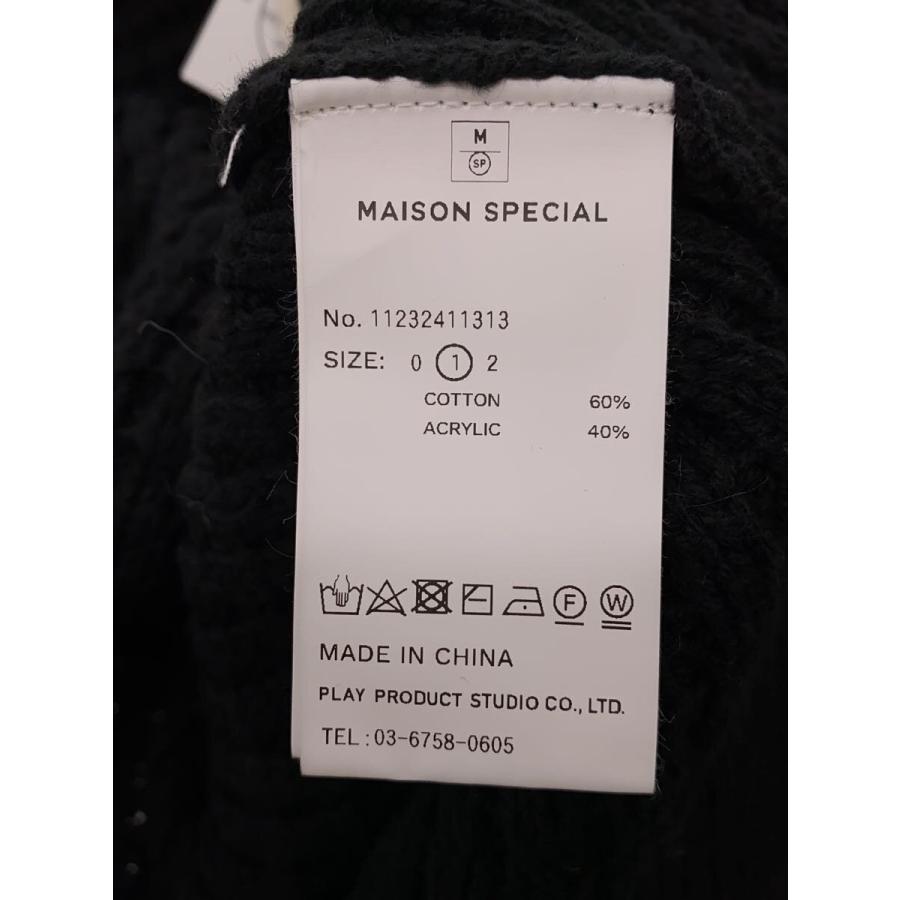 M
SP
MAISON SPECIAL
No. 11232411313
SIZE: 0 1 2
COTTON 60%
ACRYLIC 40%
F W
MADE IN CHINA
PLAY PRODUCT STUDIO CO., LTD.
TEL : 03-6758-0605